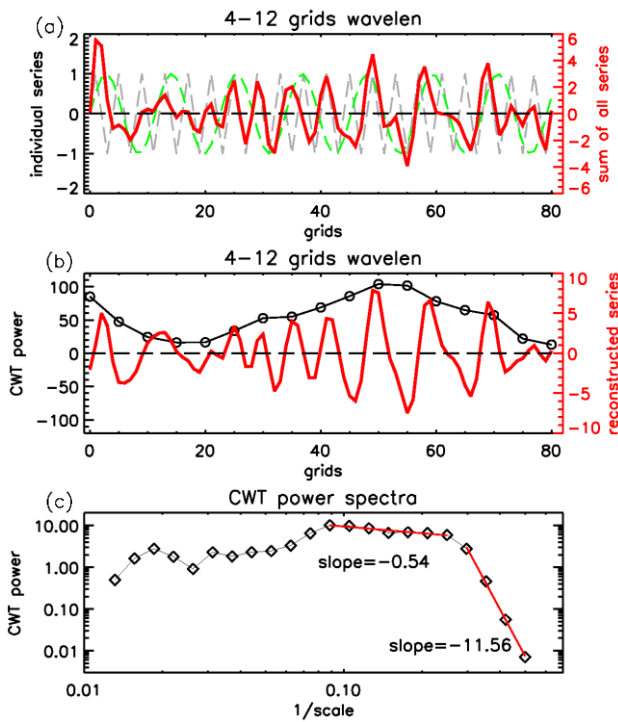 (a) 4-12 grids wavelen
individual series
2
1
0
-1
-2
6
4
2
0
-2
-4
-6
sum of all series
0 20 40 60 80
grids
(b) 4-12 grids wavelen
CWT power
100
50
0
-50
-100
10
5
0
-5
-10
reconstructed series
0 20 40 60 80
grids
(c) CWT power spectra
CWT power
10.00
1.00
0.10
0.01
slope=-0.54
slope=-11.56
0.01 0.10
1/scale